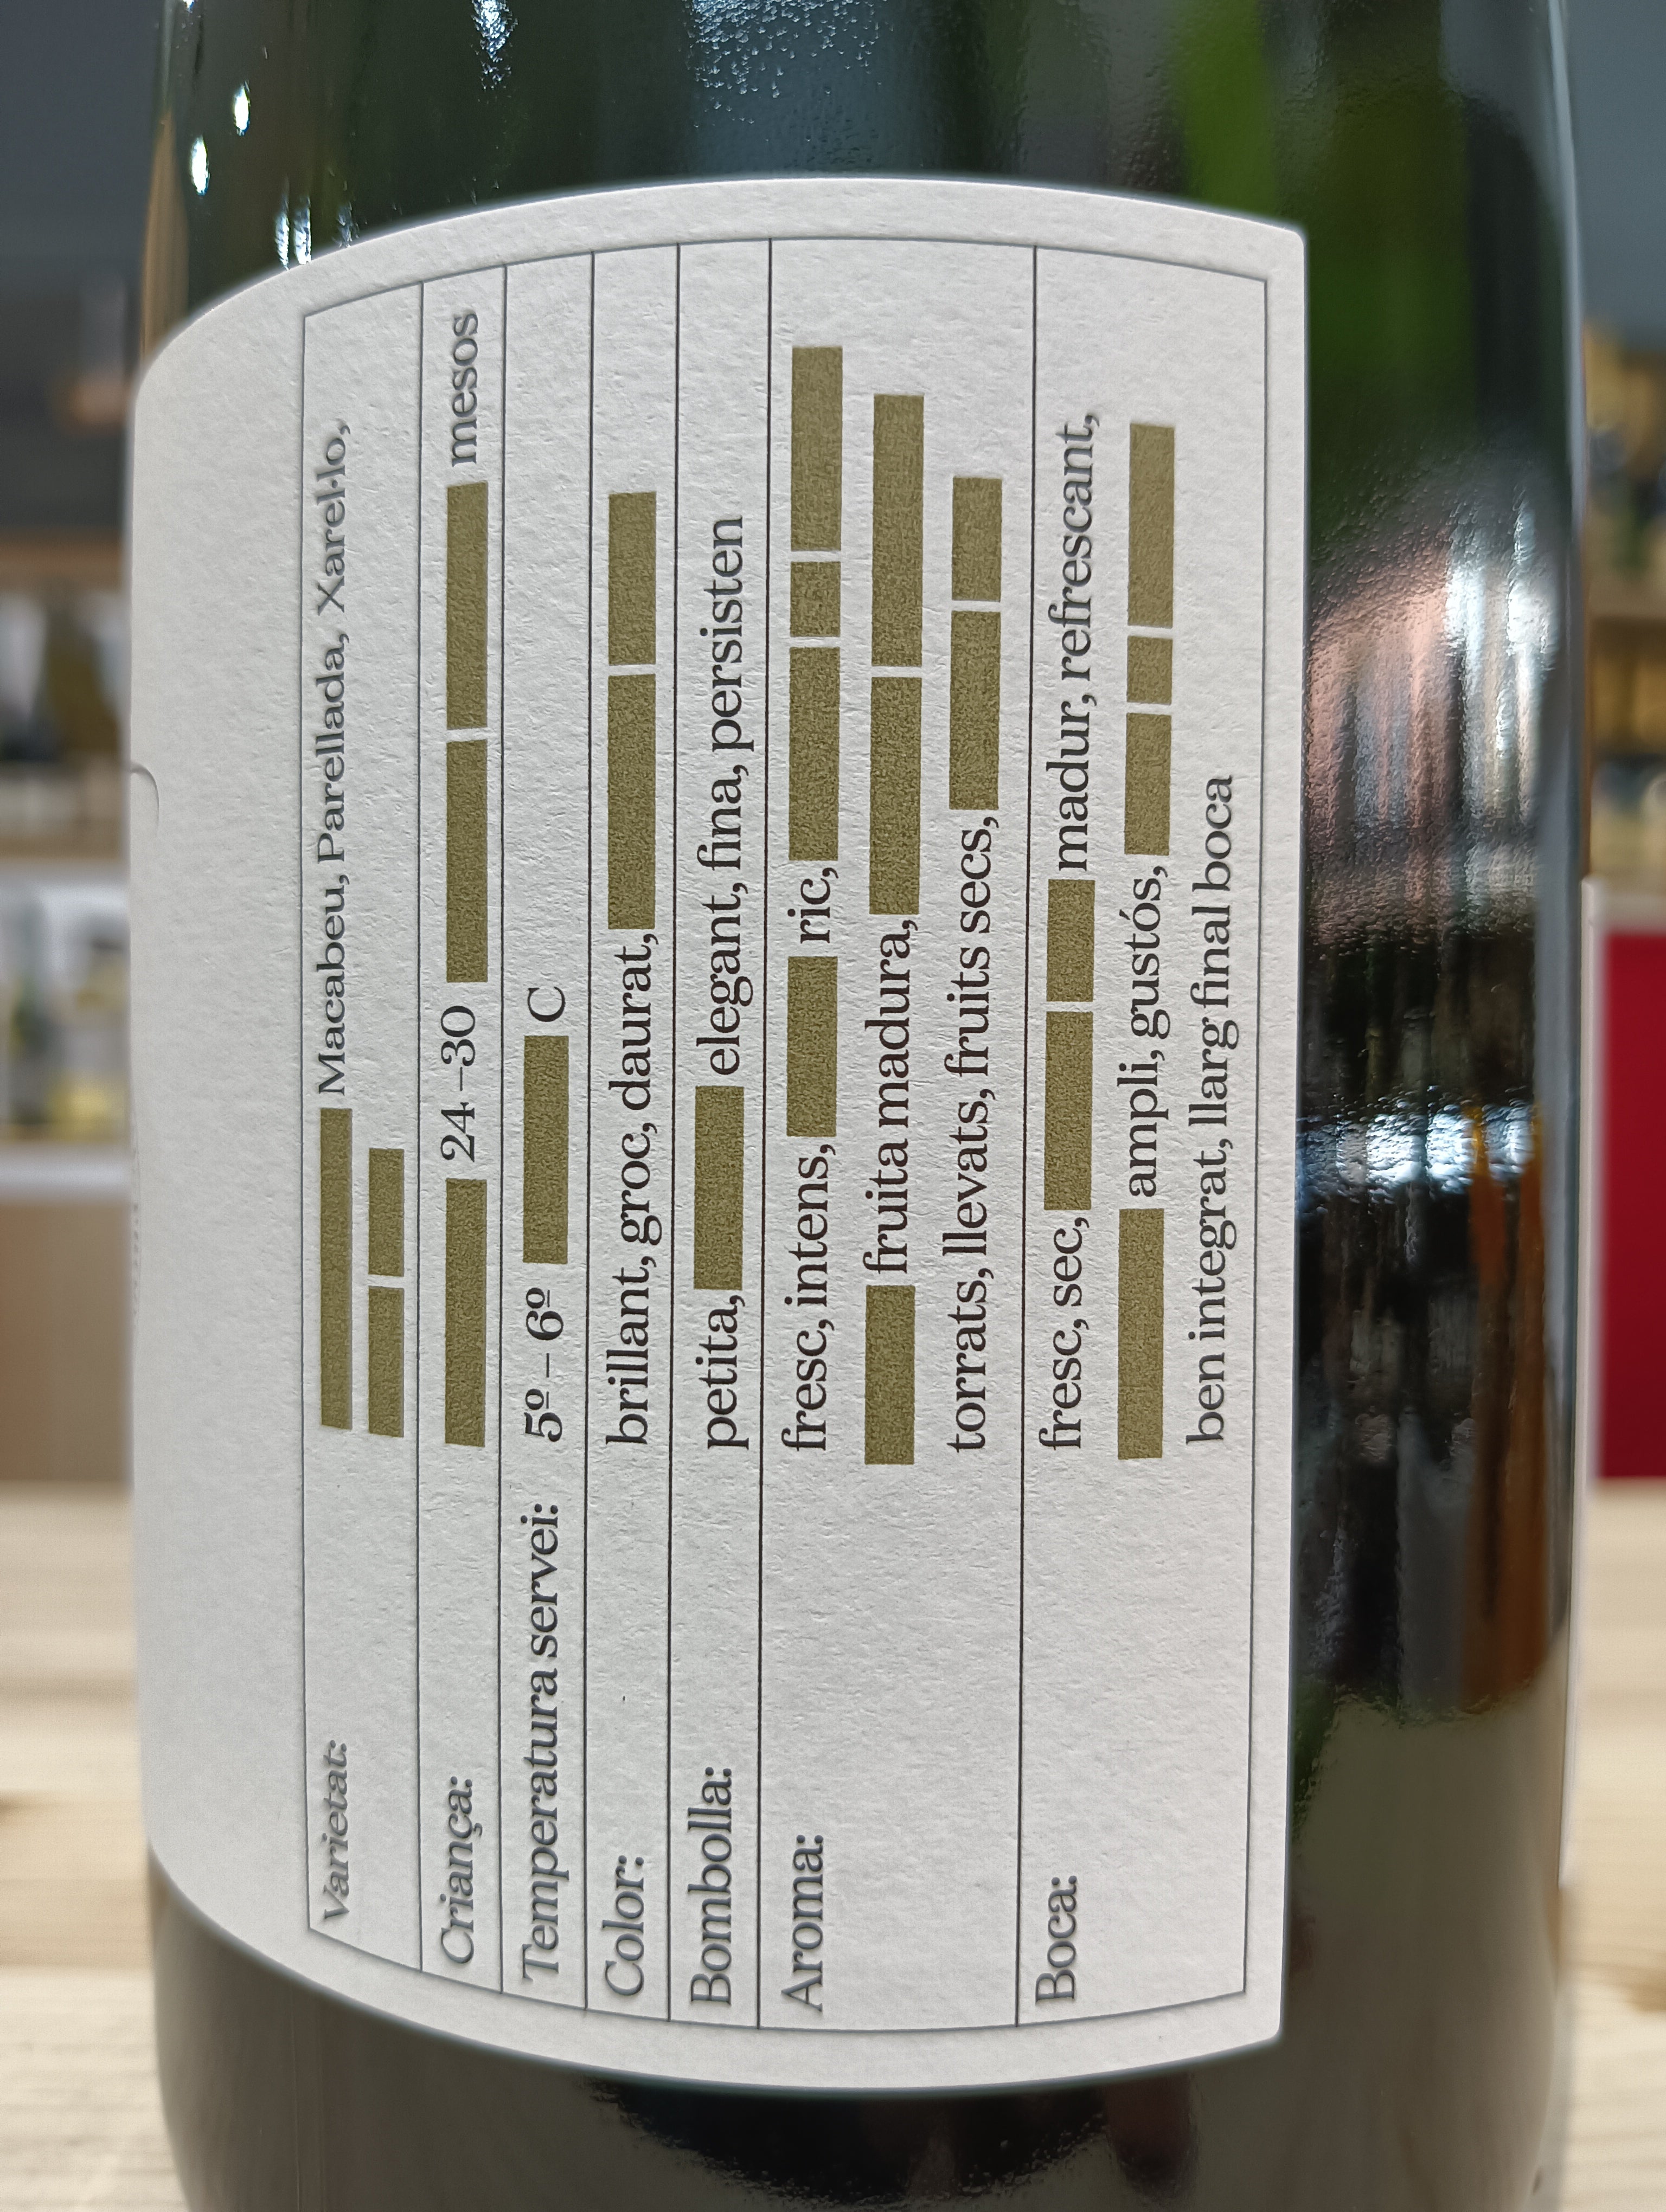 Varietat: Macabeu, Parellada, Xarel·lo,
Criança: 24–30 mesos
Temperatura servei: 5º – 6º C
Color: brillant, groc, daurat,
Bombolla: petita, elegant, fina, persisten
Aroma: fresc, intens, ric,
fruita madura,
torrats, llevats, fruits secs,
Boca: fresc, sec, madur, refrescant,
ampli, gustós,
ben integrat, llarg final boca